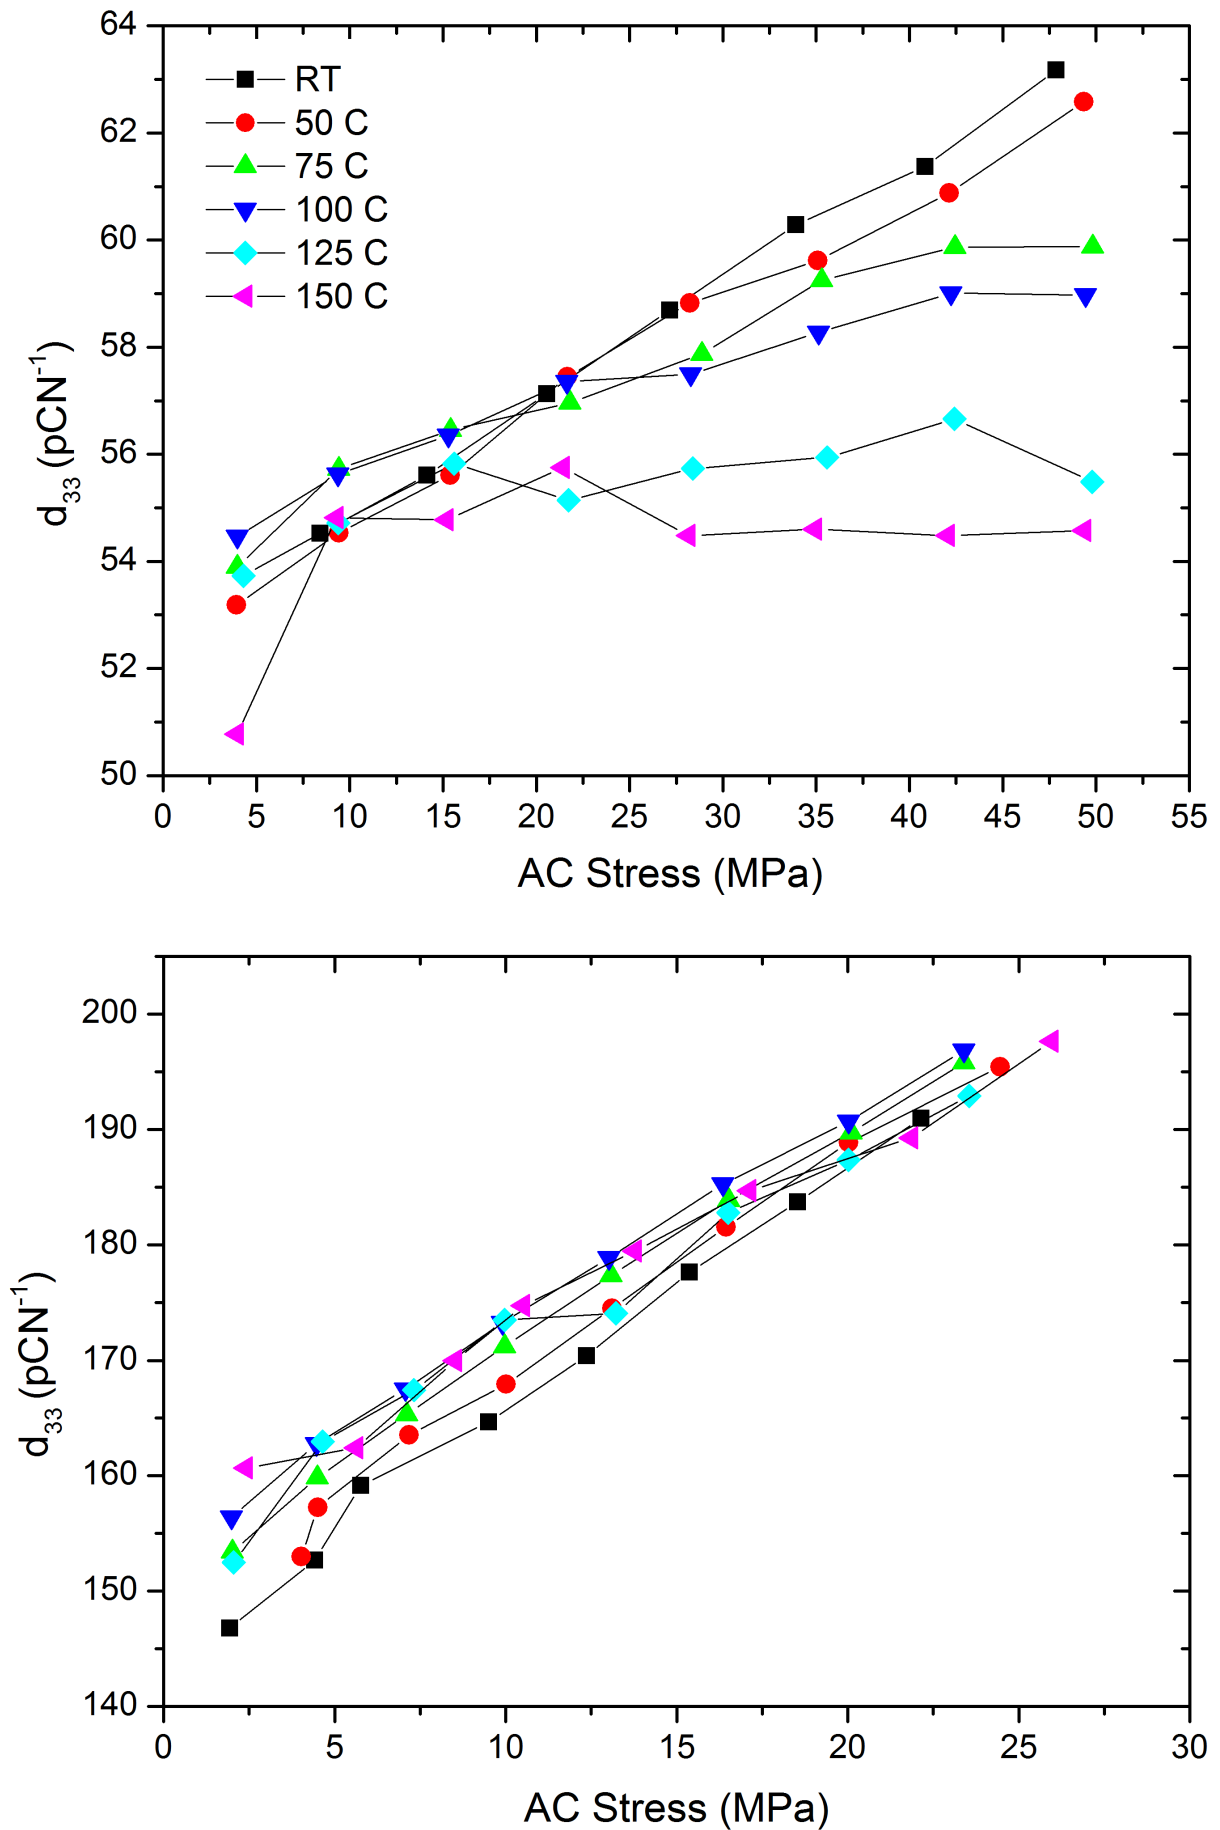 64
62
60
58
56
54
52
50
d33 (pCN-1)
RT
50 C
75 C
100 C
125 C
150 C
0 5 10 15 20 25 30 35 40 45 50 55
AC Stress (MPa)
200
190
180
170
160
150
140
d33 (pCN-1)
0 5 10 15 20 25 30
AC Stress (MPa)